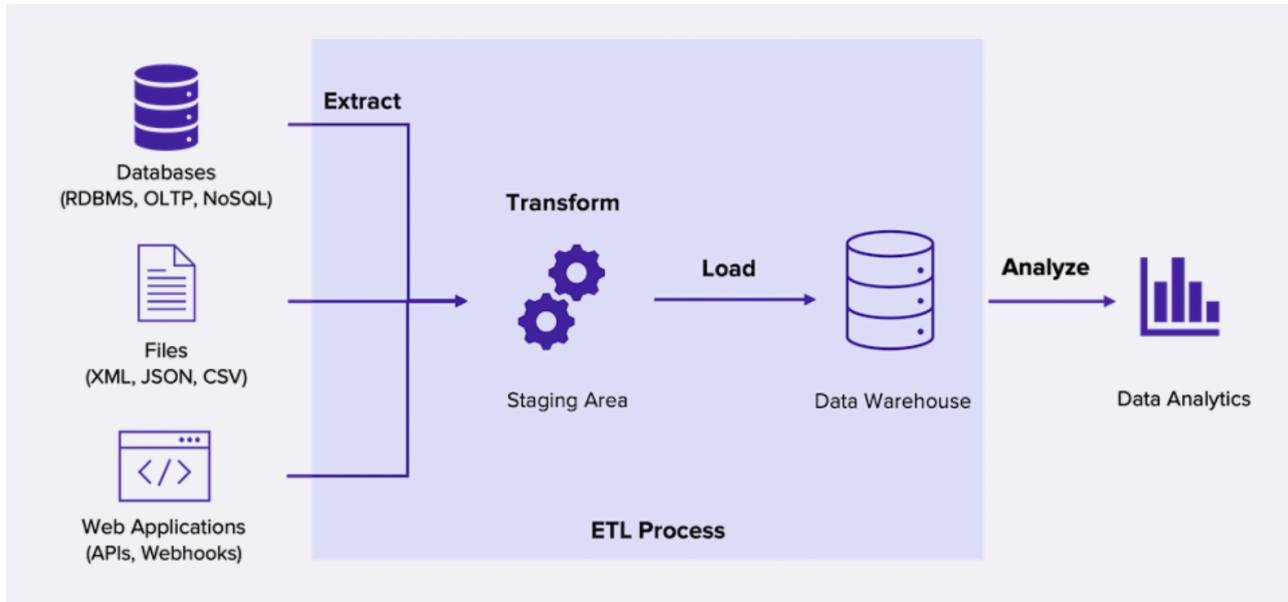 Extract
Databases
(RDBMS, OLTP, NoSQL)
Transform
Load
Analyze
Files
(XML, JSON, CSV)
Staging Area
Data Warehouse
Data Analytics
</>
Web Applications
(APIs, Webhooks)
ETL Process